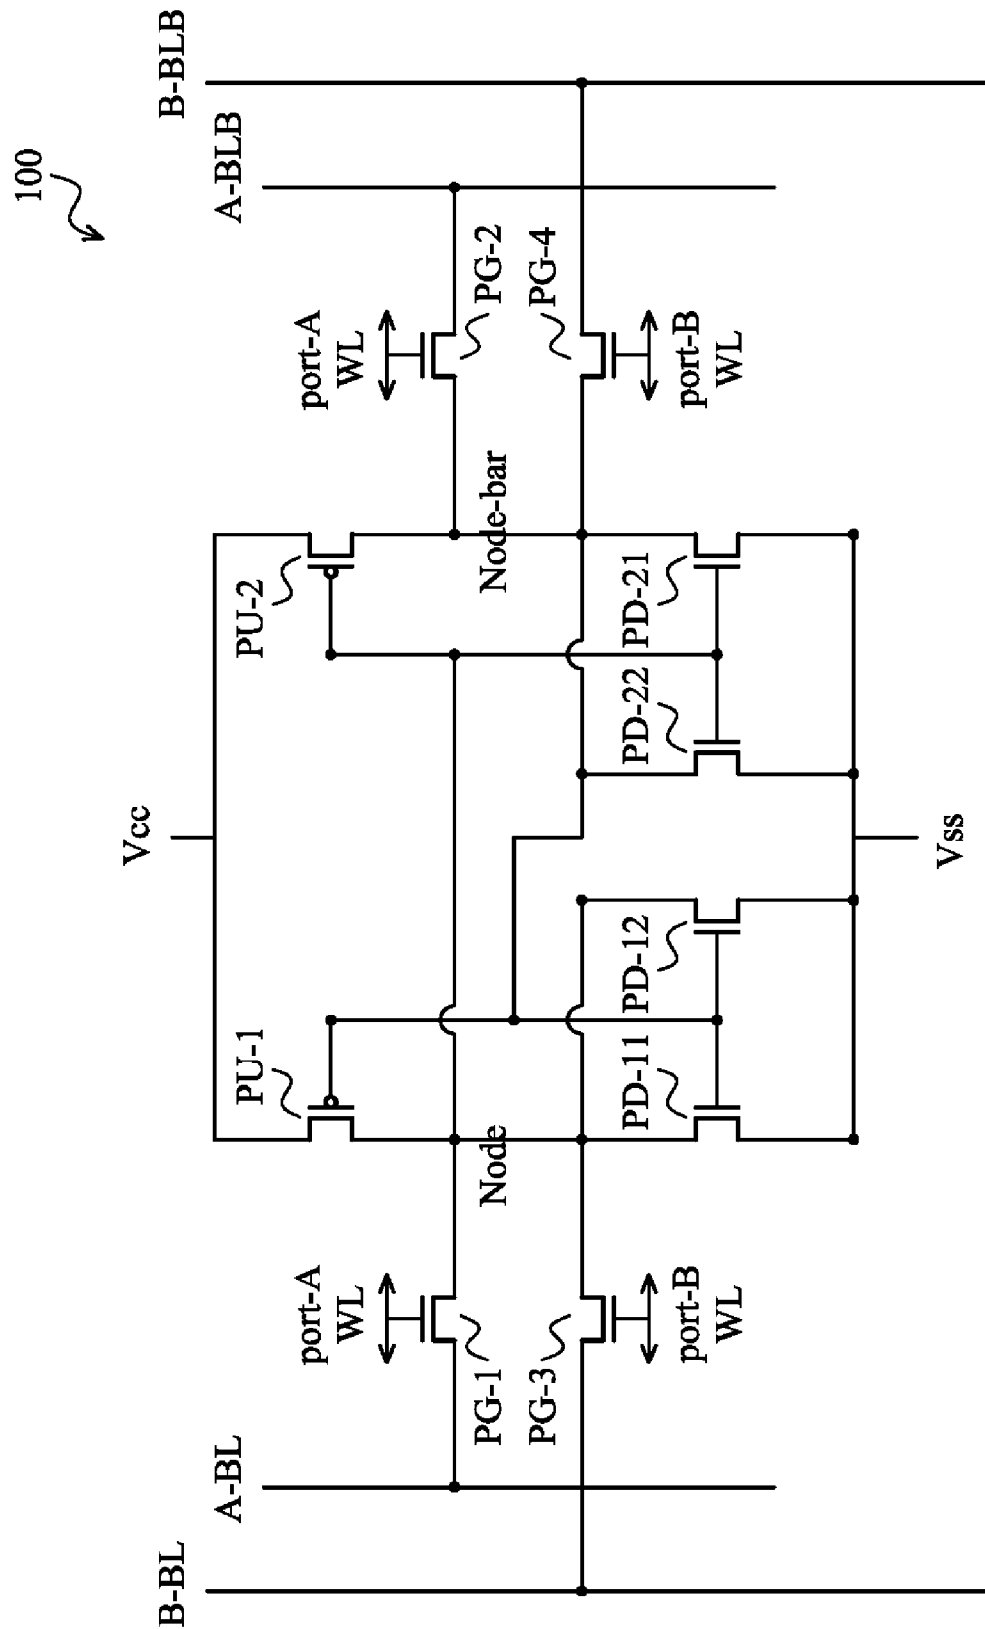 100
Vcc
B-BL
B-BLB
A-BL
A-BLB
PU-1
PU-2
port-A
WL
port-A
WL
PG-1
Node
Node-bar
PG-2
PG-3
PG-4
PD-11
PD-12
PD-22
PD-21
port-B
WL
port-B
WL
Vss